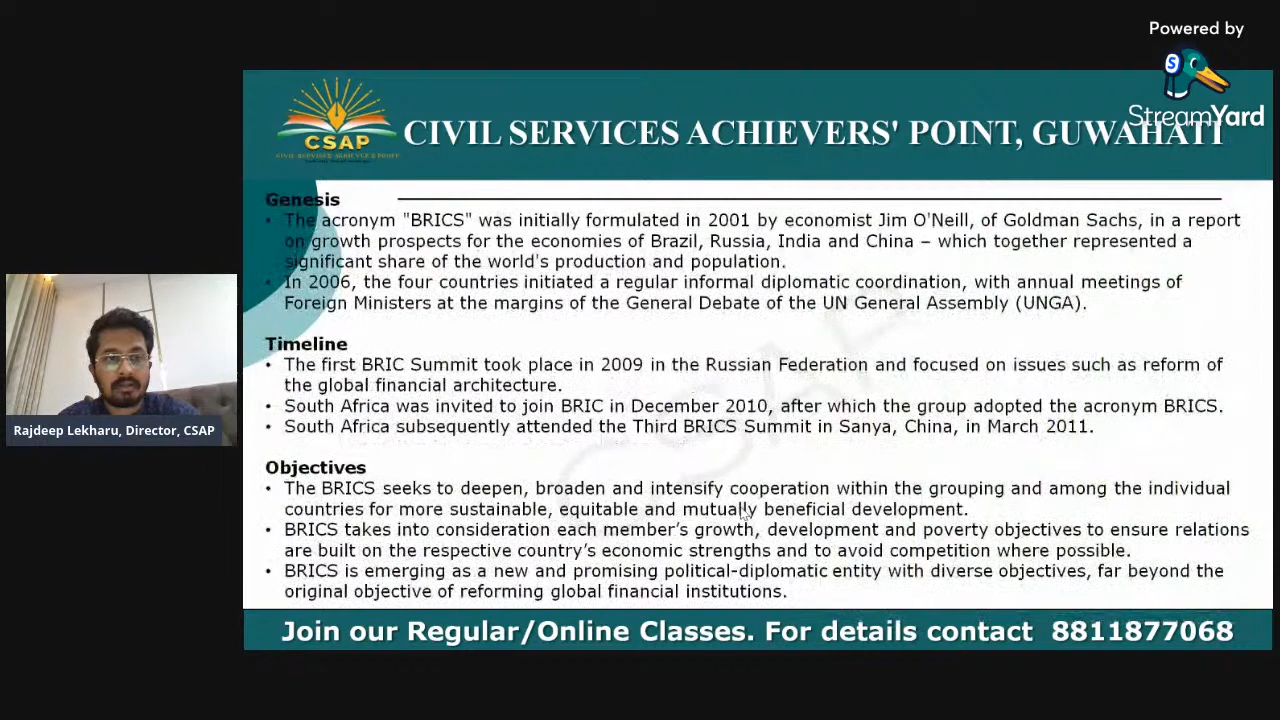 Powered by
StreamYard
CSAP
CIVIL SERVICES ACHIEVERS' POINT, GUWAHATI
Genesis
• The acronym "BRICS" was initially formulated in 2001 by economist Jim O'Neill, of Goldman Sachs, in a report
on growth prospects for the economies of Brazil, Russia, India and China – which together represented a
significant share of the world's production and population.
• In 2006, the four countries initiated a regular informal diplomatic coordination, with annual meetings of
Foreign Ministers at the margins of the General Debate of the UN General Assembly (UNGA).
Timeline
• The first BRIC Summit took place in 2009 in the Russian Federation and focused on issues such as reform of
the global financial architecture.
• South Africa was invited to join BRIC in December 2010, after which the group adopted the acronym BRICS.
• South Africa subsequently attended the Third BRICS Summit in Sanya, China, in March 2011.
Objectives
• The BRICS seeks to deepen, broaden and intensify cooperation within the grouping and among the individual
countries for more sustainable, equitable and mutually beneficial development.
• BRICS takes into consideration each member's growth, development and poverty objectives to ensure relations
are built on the respective country's economic strengths and to avoid competition where possible.
• BRICS is emerging as a new and promising political-diplomatic entity with diverse objectives, far beyond the
original objective of reforming global financial institutions.
Rajdeep Lekharu, Director, CSAP
Join our Regular/Online Classes. For details contact 8811877068